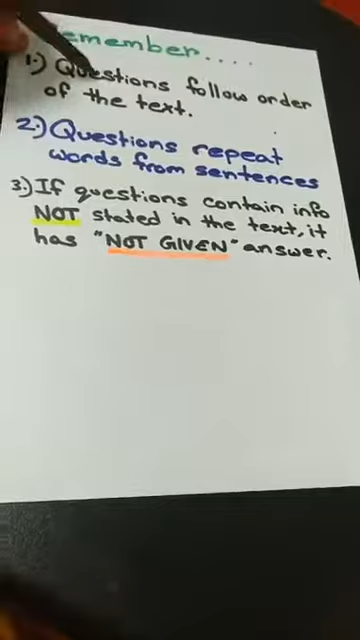 emember....
1.) Questions follow order
of the text.
2.) Questions repeat
words from sentences
3.) If questions contain info
NOT stated in the text, it
has "NOT GIVEN" answer.